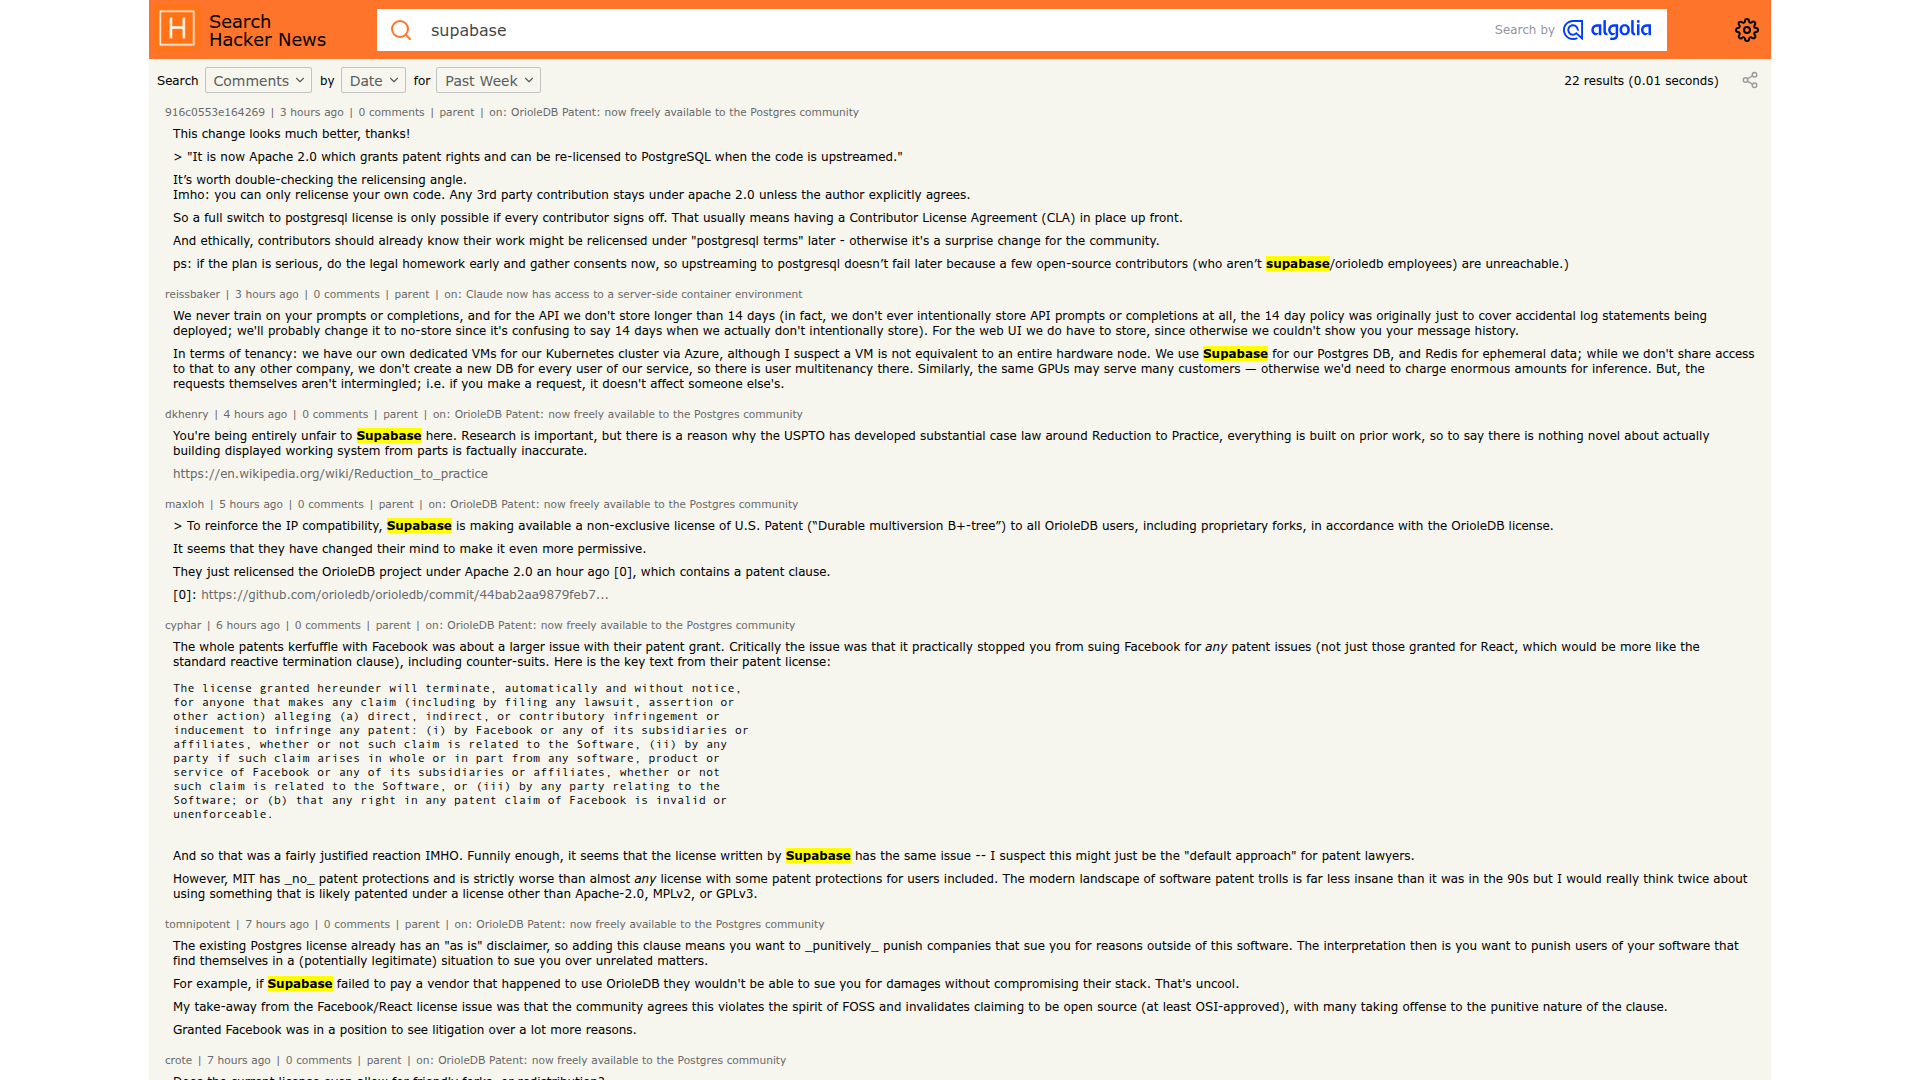 Search
Hacker News
supabase
Search by algolia
Search Comments by Date for Past Week
22 results (0.01 seconds)
916c0553e164269 | 3 hours ago | 0 comments | parent | on: OrioleDB Patent: now freely available to the Postgres community
This change looks much better, thanks!
> "It is now Apache 2.0 which grants patent rights and can be re-licensed to PostgreSQL when the code is upstreamed."
It’s worth double-checking the relicensing angle.
Imho: you can only relicense your own code. Any 3rd party contribution stays under apache 2.0 unless the author explicitly agrees.
So a full switch to postgresql license is only possible if every contributor signs off. That usually means having a Contributor License Agreement (CLA) in place up front.
And ethically, contributors should already know their work might be relicensed under "postgresql terms" later - otherwise it's a surprise change for the community.
ps: if the plan is serious, do the legal homework early and gather consents now, so upstreaming to postgresql doesn’t fail later because a few open-source contributors (who aren’t supabase/orioledb employees) are unreachable.)
reissbaker | 3 hours ago | 0 comments | parent | on: Claude now has access to a server-side container environment
We never train on your prompts or completions, and for the API we don't store longer than 14 days (in fact, we don't ever intentionally store API prompts or completions at all, the 14 day policy was originally just to cover accidental log statements being
deployed; we'll probably change it to no-store since it's confusing to say 14 days when we actually don't intentionally store). For the web UI we do have to store, since otherwise we couldn't show you your message history.
In terms of tenancy: we have our own dedicated VMs for our Kubernetes cluster via Azure, although I suspect a VM is not equivalent to an entire hardware node. We use Supabase for our Postgres DB, and Redis for ephemeral data; while we don't share access
to that to any other company, we don't create a new DB for every user of our service, so there is user multitenancy there. Similarly, the same GPUs may serve many customers — otherwise we'd need to charge enormous amounts for inference. But, the
requests themselves aren't intermingled; i.e. if you make a request, it doesn't affect someone else's.
dkhenry | 4 hours ago | 0 comments | parent | on: OrioleDB Patent: now freely available to the Postgres community
You're being entirely unfair to Supabase here. Research is important, but there is a reason why the USPTO has developed substantial case law around Reduction to Practice, everything is built on prior work, so to say there is nothing novel about actually
building displayed working system from parts is factually inaccurate.
https://en.wikipedia.org/wiki/Reduction_to_practice
maxloh | 5 hours ago | 0 comments | parent | on: OrioleDB Patent: now freely available to the Postgres community
> To reinforce the IP compatibility, Supabase is making available a non-exclusive license of U.S. Patent (“Durable multiversion B+-tree”) to all OrioleDB users, including proprietary forks, in accordance with the OrioleDB license.
It seems that they have changed their mind to make it even more permissive.
They just relicensed the OrioleDB project under Apache 2.0 an hour ago [0], which contains a patent clause.
[0]: https://github.com/orioledb/orioledb/commit/44bab2aa9879feb7...
cyphar | 6 hours ago | 0 comments | parent | on: OrioleDB Patent: now freely available to the Postgres community
The whole patents kerfuffle with Facebook was about a larger issue with their patent grant. Critically the issue was that it practically stopped you from suing Facebook for any patent issues (not just those granted for React, which would be more like the
standard reactive termination clause), including counter-suits. Here is the key text from their patent license:
The license granted hereunder will terminate, automatically and without notice,
for anyone that makes any claim (including by filing any lawsuit, assertion or
other action) alleging (a) direct, indirect, or contributory infringement or
inducement to infringe any patent: (i) by Facebook or any of its subsidiaries or
affiliates, whether or not such claim is related to the Software, (ii) by any
party if such claim arises in whole or in part from any software, product or
service of Facebook or any of its subsidiaries or affiliates, whether or not
such claim is related to the Software, or (iii) by any party relating to the
Software; or (b) that any right in any patent claim of Facebook is invalid or
unenforceable.
And so that was a fairly justified reaction IMHO. Funnily enough, it seems that the license written by Supabase has the same issue -- I suspect this might just be the "default approach" for patent lawyers.
However, MIT has _no_ patent protections and is strictly worse than almost any license with some patent protections for users included. The modern landscape of software patent trolls is far less insane than it was in the 90s but I would really think twice about
using something that is likely patented under a license other than Apache-2.0, MPLv2, or GPLv3.
tomnipotent | 7 hours ago | 0 comments | parent | on: OrioleDB Patent: now freely available to the Postgres community
The existing Postgres license already has an "as is" disclaimer, so adding this clause means you want to _punitively_ punish companies that sue you for reasons outside of this software. The interpretation then is you want to punish users of your software that
find themselves in a (potentially legitimate) situation to sue you over unrelated matters.
For example, if Supabase failed to pay a vendor that happened to use OrioleDB they wouldn't be able to sue you for damages without compromising their stack. That's uncool.
My take-away from the Facebook/React license issue was that the community agrees this violates the spirit of FOSS and invalidates claiming to be open source (at least OSI-approved), with many taking offense to the punitive nature of the clause.
Granted Facebook was in a position to see litigation over a lot more reasons.
crote | 7 hours ago | 0 comments | parent | on: OrioleDB Patent: now freely available to the Postgres community
Does the current license even allow for friendly forks, or redistribution?